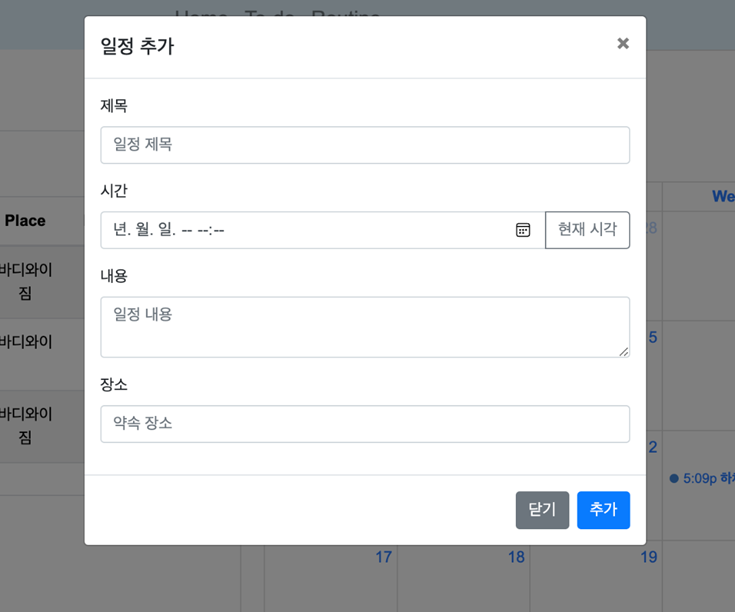 Home To-do Routine
일정 추가
×
제목
일정 제목
시간
년. 월. 일. -- --:--
현재 시각
내용
일정 내용
장소
약속 장소
닫기
추가
Place
바디와이
짐
바디와이
바디와이
짐
We
28
5
2
5:09p
17
18
19